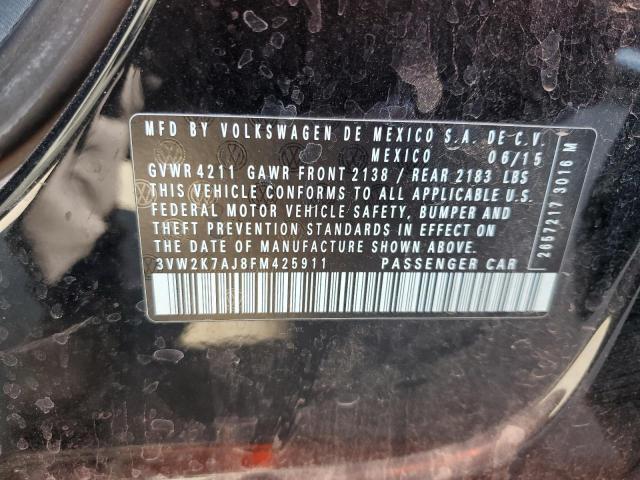 MFD BY VOLKSWAGEN DE MEXICO S.A. DE C.V.
MEXICO 06/15
GVWR 4211 GAWR FRONT 2138 / REAR 2183 LBS
THIS VEHICLE CONFORMS TO ALL APPLICABLE U.S.
FEDERAL MOTOR VEHICLE SAFETY, BUMPER AND
THEFT PREVENTION STANDARDS IN EFFECT ON
THE DATE OF MANUFACTURE SHOWN ABOVE.
3VW2K7AJ8FM425911 PASSENGER CAR
2657217 3016 M